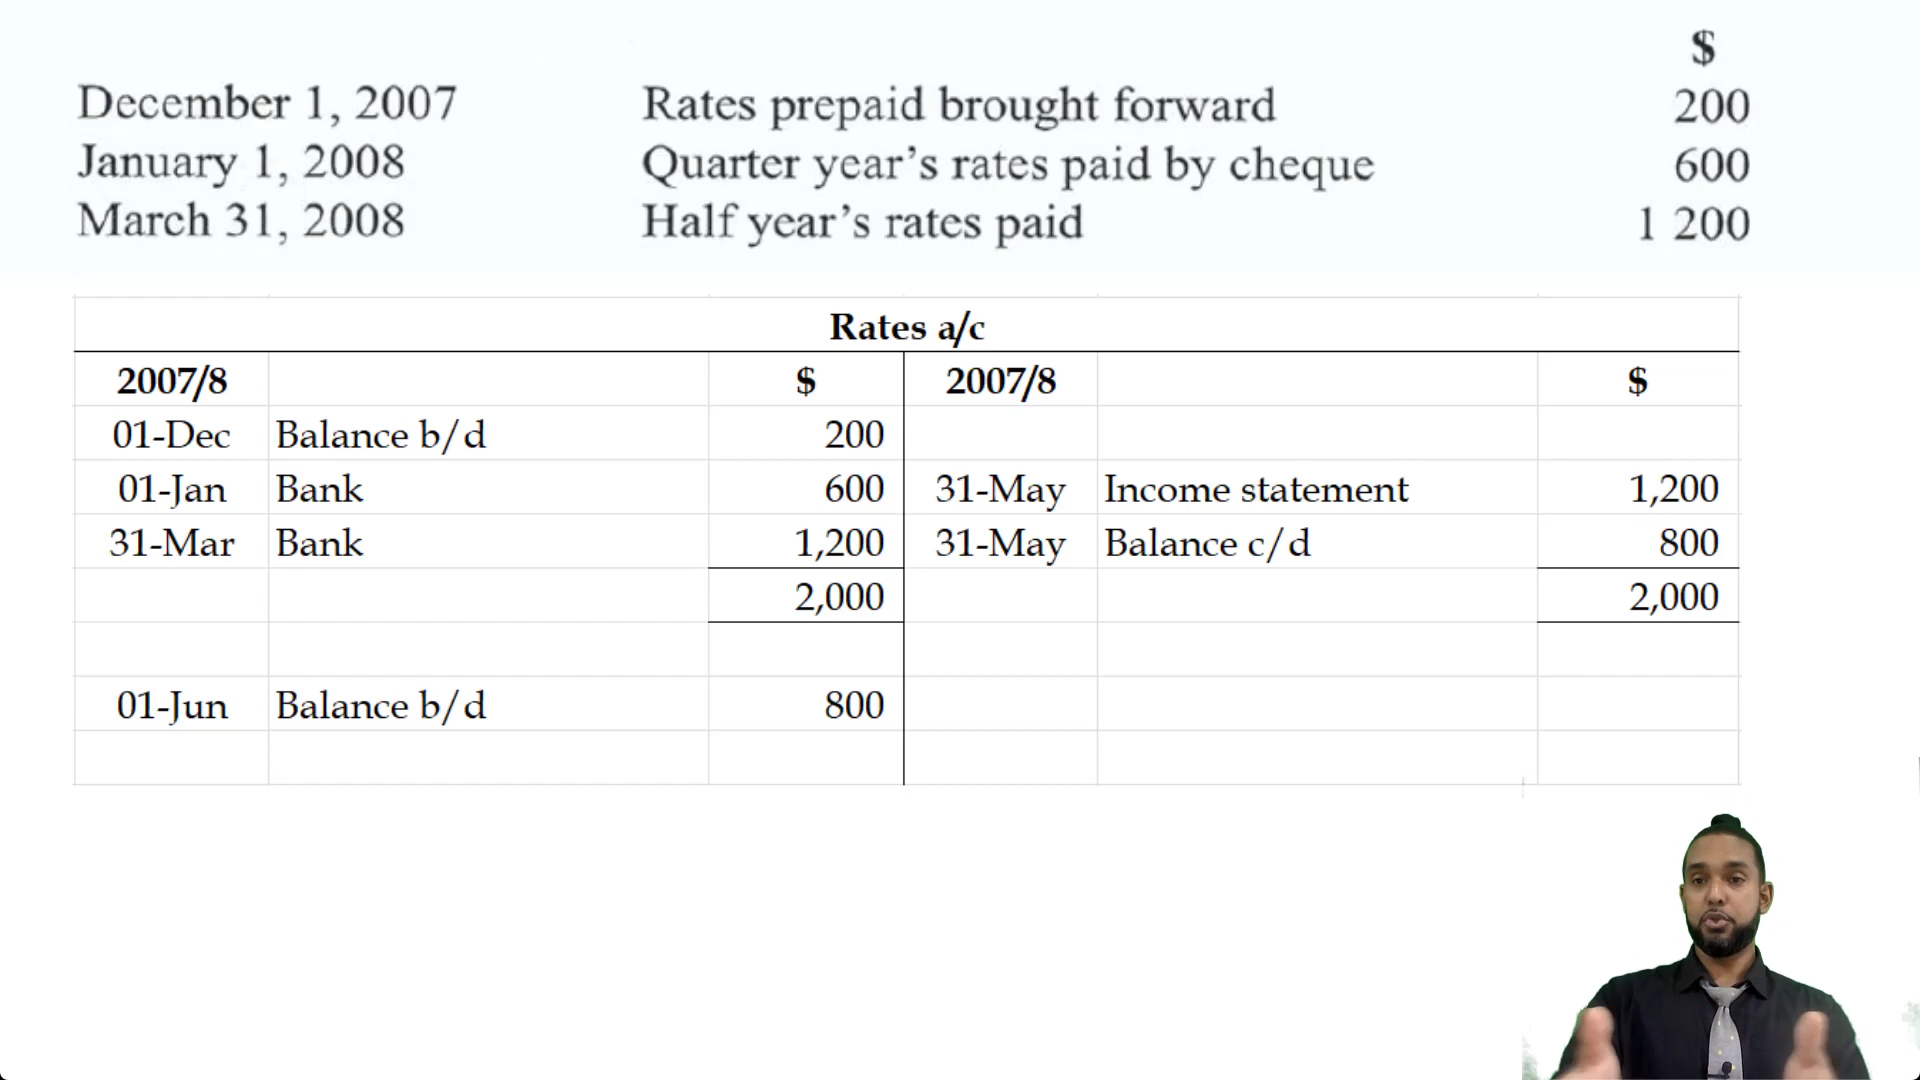 $
December 1, 2007 Rates prepaid brought forward 200
January 1, 2008 Quarter year’s rates paid by cheque 600
March 31, 2008 Half year’s rates paid 1 200
Rates a/c
2007/8 $ 2007/8 $
01-Dec Balance b/d 200
01-Jan Bank 600 31-May Income statement 1,200
31-Mar Bank 1,200 31-May Balance c/d 800
2,000 2,000
01-Jun Balance b/d 800